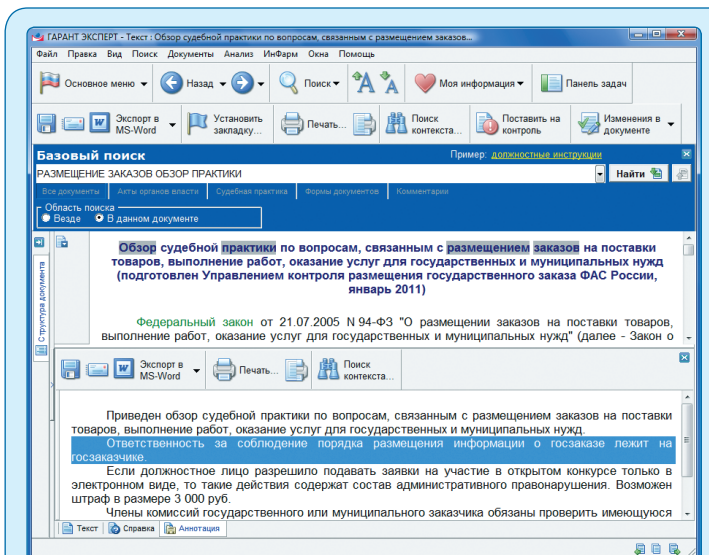 ГАРАНТ ЭКСПЕРТ - Текст : Обзор судебной практики по вопросам, связанным с размещением заказов...
Файл Правка Вид Поиск Документы Анализ ИнФарм Окна Помощь
Основное меню Назад Поиск Моя информация Панель задач
Экспорт в MS-Word Установить закладку... Печать... Поиск контекста... Поставить на контроль Изменения в документе
Базовый поиск Пример: должностные инструкции
РАЗМЕЩЕНИЕ ЗАКАЗОВ ОБЗОР ПРАКТИКИ Найти
Все документы Акты органов власти Судебная практика Формы документов Комментарии
Область поиска
Везде В данном документе
Структура документа
Обзор судебной практики по вопросам, связанным с размещением заказов на поставки
товаров, выполнение работ, оказание услуг для государственных и муниципальных нужд
(подготовлен Управлением контроля размещения государственного заказа ФАС России,
январь 2011)
Федеральный закон от 21.07.2005 N 94-ФЗ "О размещении заказов на поставки товаров,
выполнение работ, оказание услуг для государственных и муниципальных нужд" (далее - Закон о
Экспорт в MS-Word Печать... Поиск контекста...
Приведен обзор судебной практики по вопросам, связанным с размещением заказов на поставки
товаров, выполнение работ, оказание услуг для государственных и муниципальных нужд.
Ответственность за соблюдение порядка размещения информации о госзаказе лежит на
госзаказчике.
Если должностное лицо разрешило подавать заявки на участие в открытом конкурсе только в
электронном виде, то такие действия содержат состав административного правонарушения. Возможен
штраф в размере 3 000 руб.
Члены комиссий государственного или муниципального заказчика обязаны проверить имеющуюся
Текст Справка Аннотация